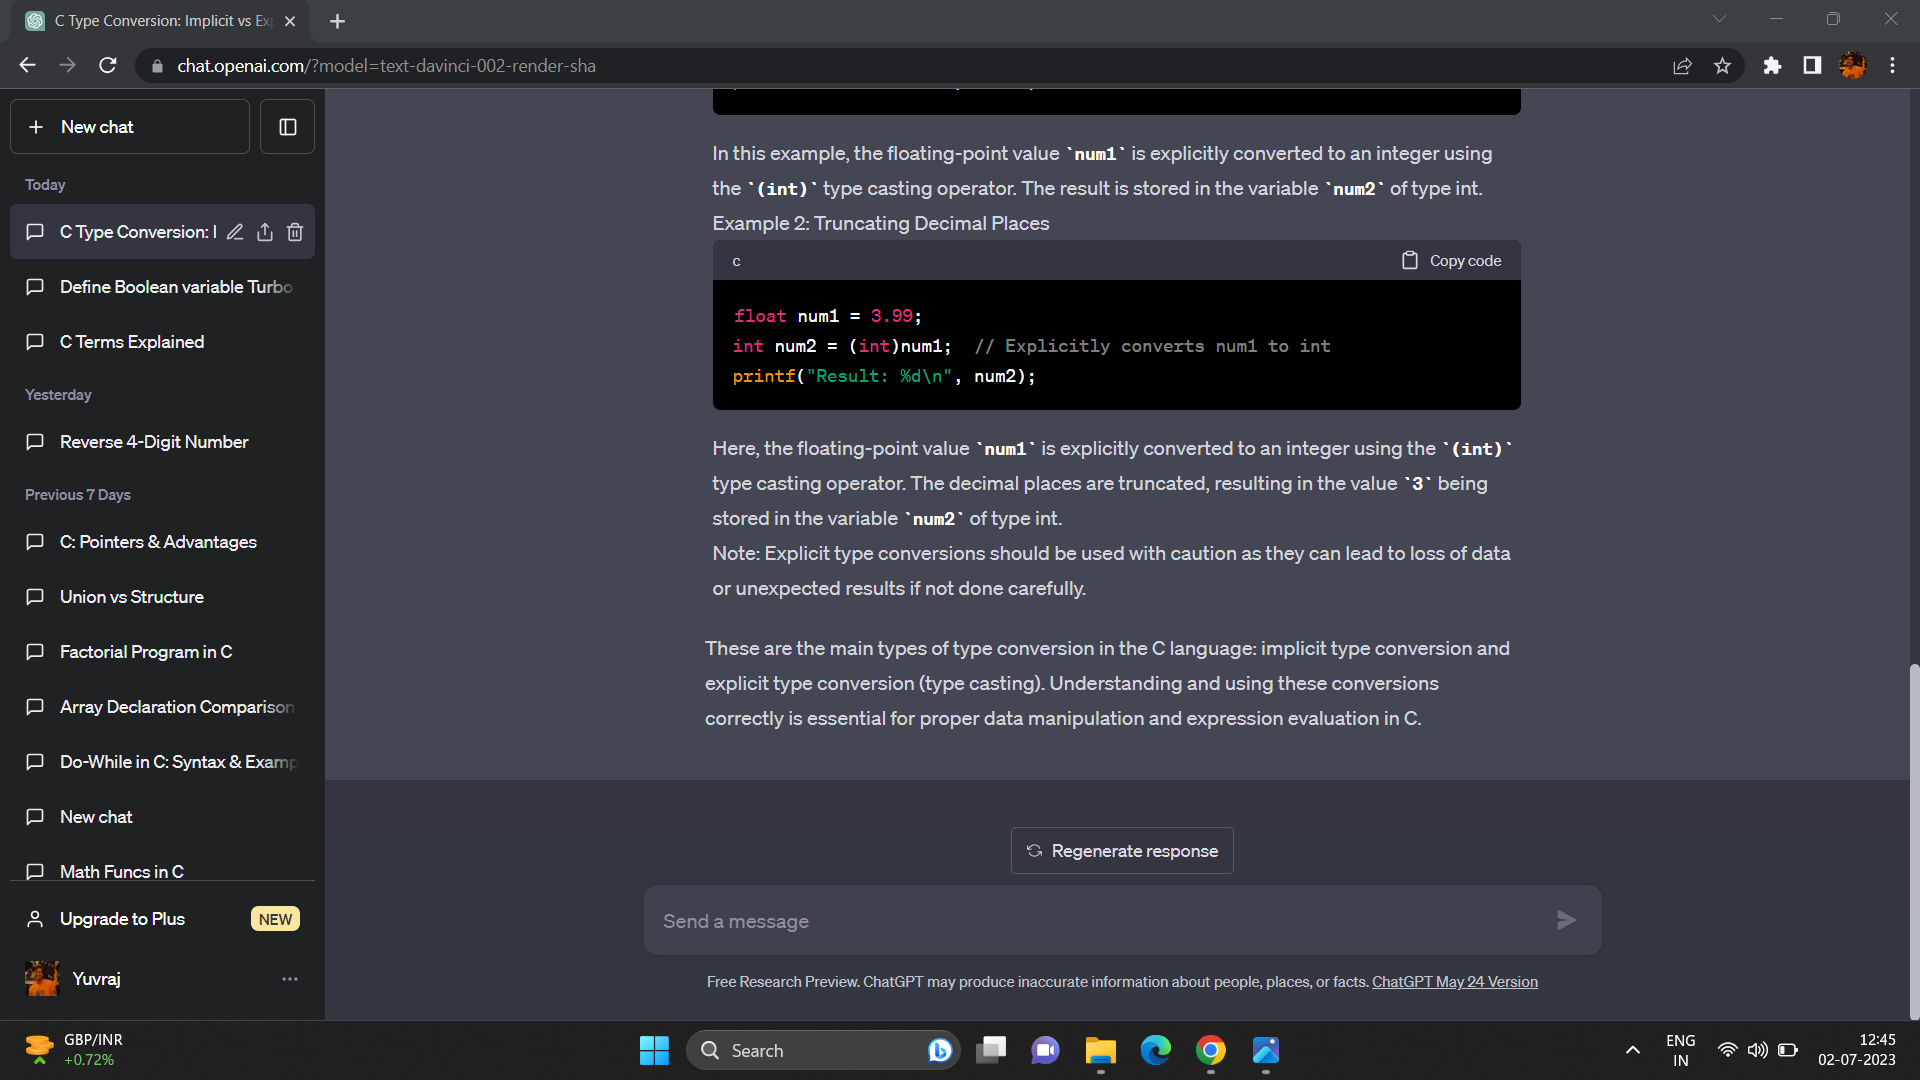 C Type Conversion: Implicit vs Exp
chat.openai.com/?model=text-davinci-002-render-sha
New chat
Today
C Type Conversion: I
Define Boolean variable Turbo
C Terms Explained
Yesterday
Reverse 4-Digit Number
Previous 7 Days
C: Pointers & Advantages
Union vs Structure
Factorial Program in C
Array Declaration Comparison
Do-While in C: Syntax & Examp
New chat
Math Funcs in C
Upgrade to Plus NEW
Yuvraj
In this example, the floating-point value `num1` is explicitly converted to an integer using
the `(int)` type casting operator. The result is stored in the variable `num2` of type int.
Example 2: Truncating Decimal Places
c Copy code
float num1 = 3.99;
int num2 = (int)num1;  // Explicitly converts num1 to int
printf("Result: %d\n", num2);
Here, the floating-point value `num1` is explicitly converted to an integer using the `(int)`
type casting operator. The decimal places are truncated, resulting in the value `3` being
stored in the variable `num2` of type int.
Note: Explicit type conversions should be used with caution as they can lead to loss of data
or unexpected results if not done carefully.
These are the main types of type conversion in the C language: implicit type conversion and
explicit type conversion (type casting). Understanding and using these conversions
correctly is essential for proper data manipulation and expression evaluation in C.
Regenerate response
Send a message
Free Research Preview. ChatGPT may produce inaccurate information about people, places, or facts. ChatGPT May 24 Version
GBP/INR
+0.72%
Search
ENG
IN
12:45
02-07-2023